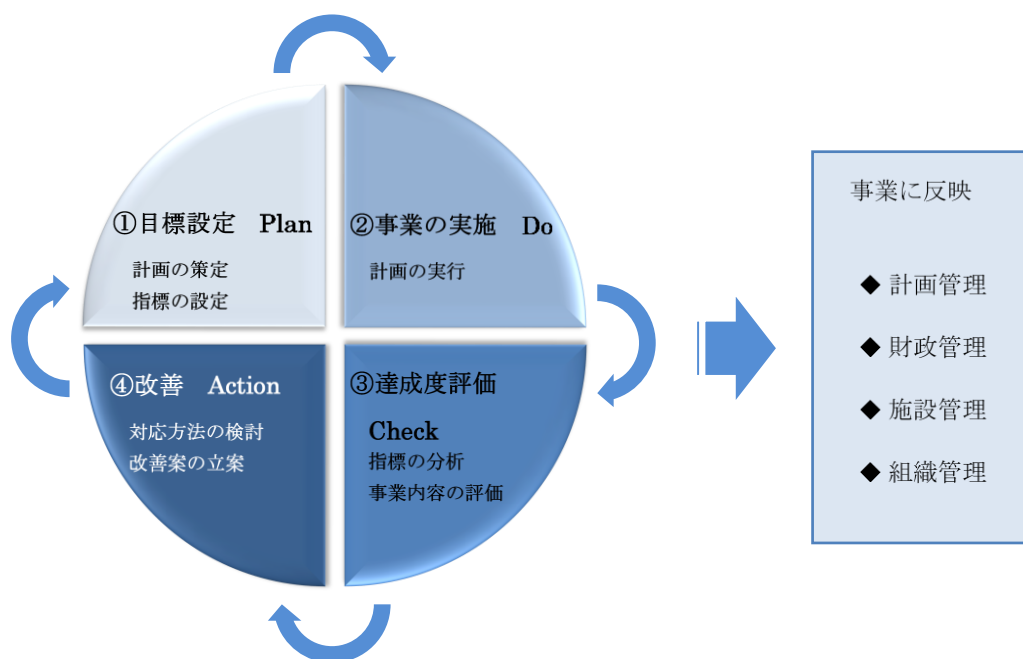 ①目標設定　Plan
計画の策定
指標の設定
②事業の実施　Do
計画の実行
③達成度評価
Check
指標の分析
事業内容の評価
④改善　Action
対応方法の検討
改善案の立案
事業に反映
◆ 計画管理
◆ 財政管理
◆ 施設管理
◆ 組織管理